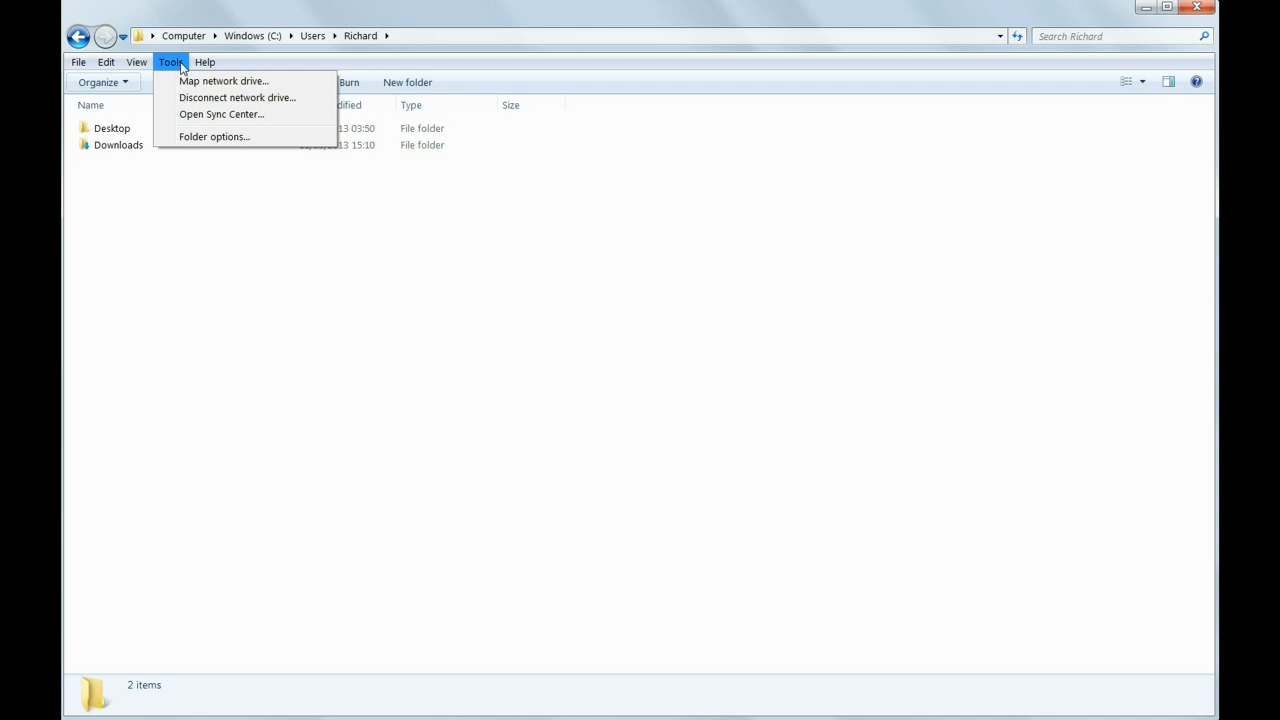 Computer Windows (C:) Users Richard
Search Richard
File Edit View Tools Help
Organize Burn New folder
Map network drive...
Disconnect network drive...
Open Sync Center...
Folder options...
Name Type Size
Desktop 03:50 File folder
Downloads 15:10 File folder
2 items